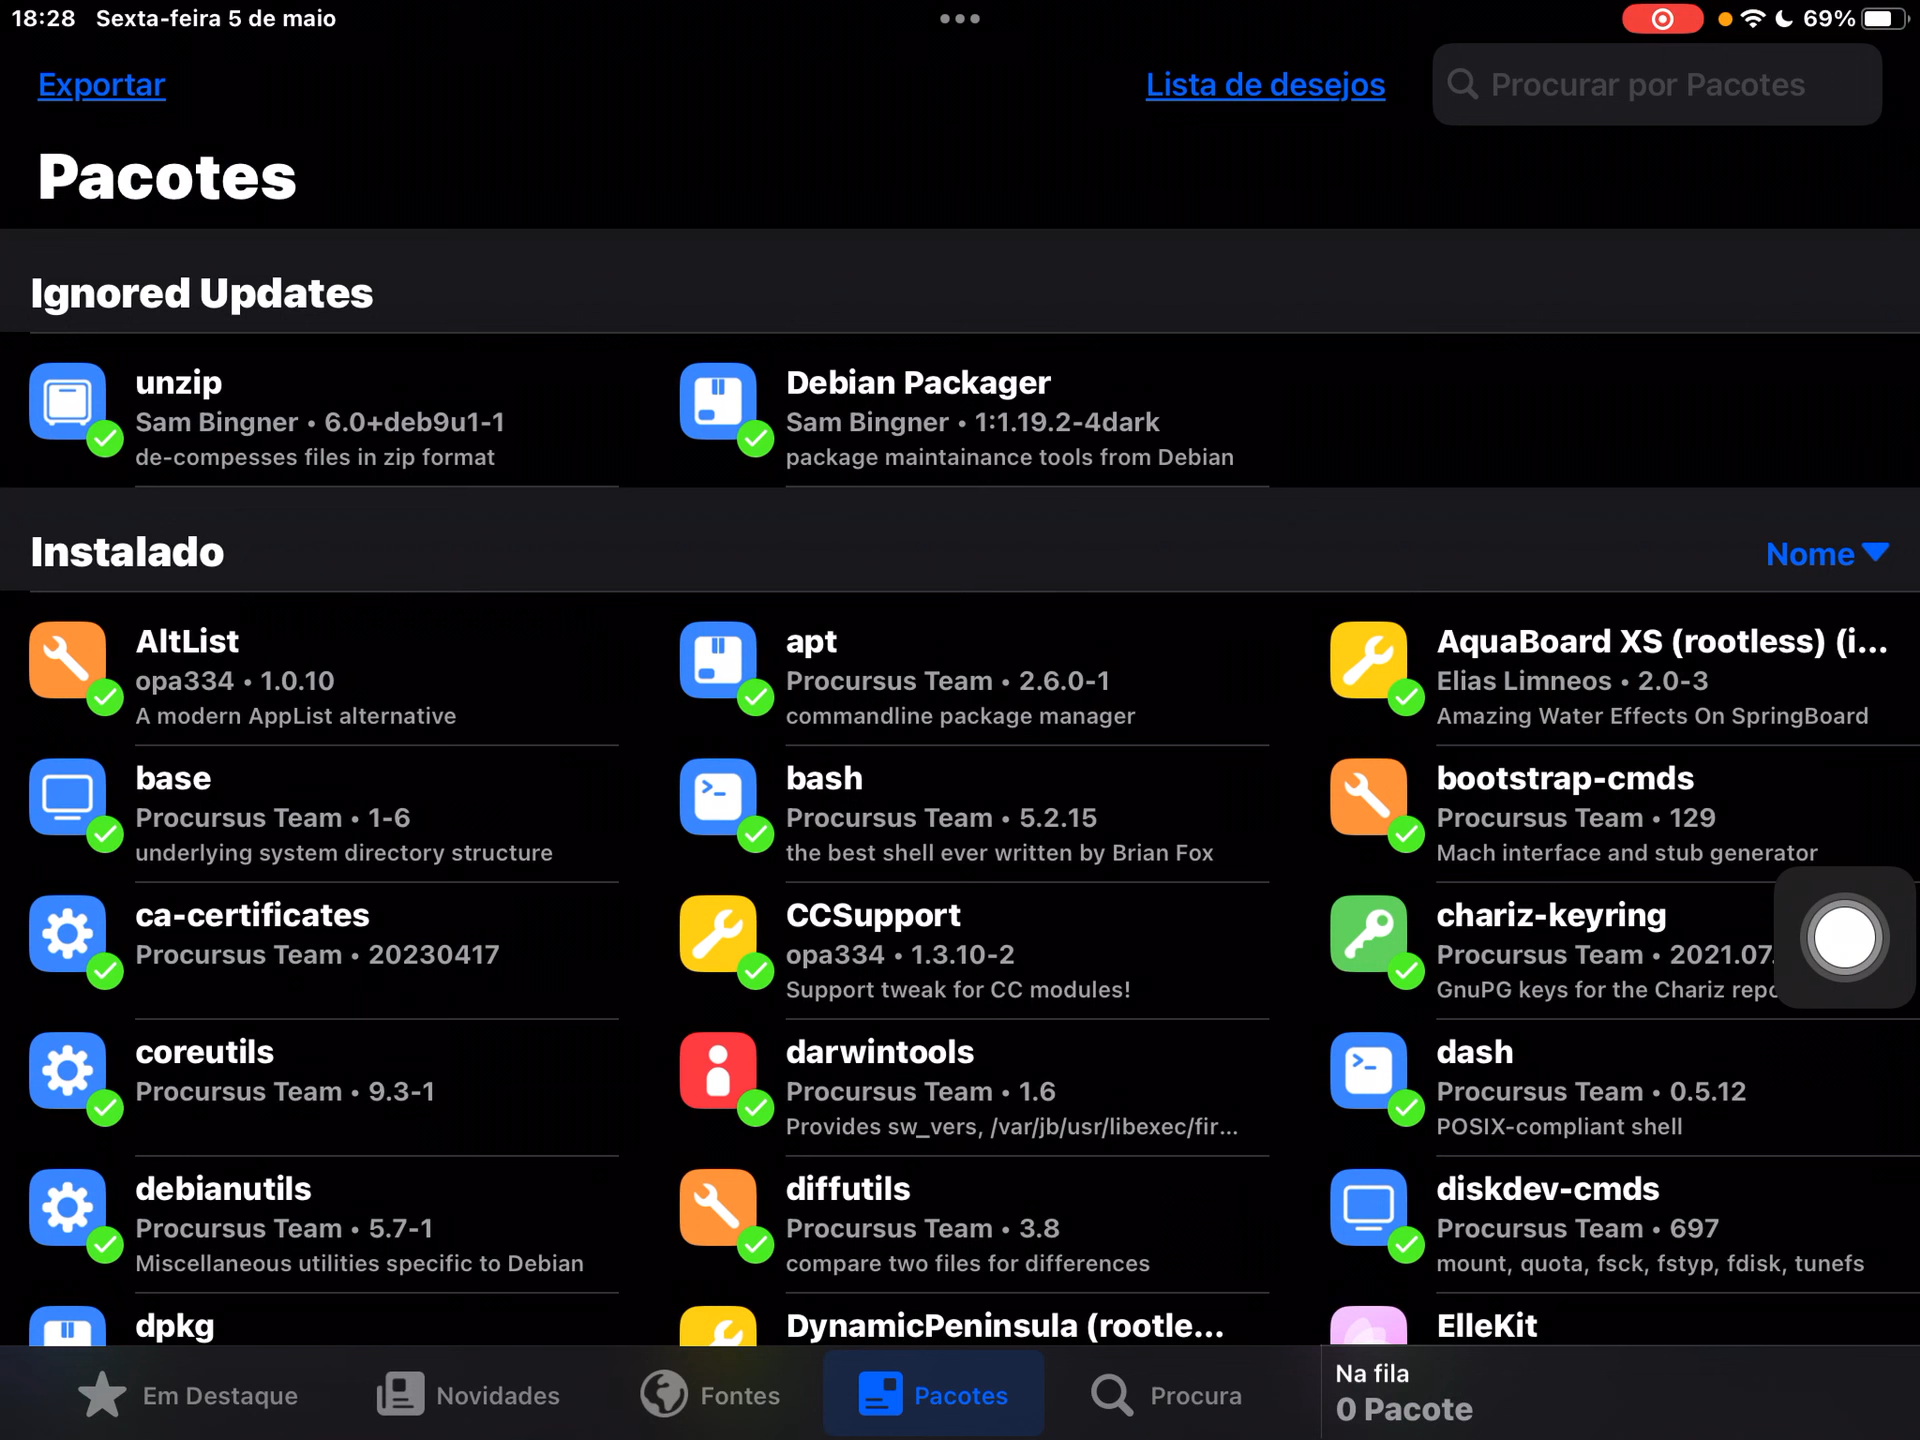 18:28 Sexta-feira 5 de maio
69%
Exportar
Lista de desejos
Procurar por Pacotes
Pacotes
Ignored Updates
unzip
Sam Bingner • 6.0+deb9u1-1
de-compesses files in zip format
Debian Packager
Sam Bingner • 1:1.19.2-4dark
package maintainance tools from Debian
Instalado
Nome
AltList
opa334 • 1.0.10
A modern AppList alternative
apt
Procursus Team • 2.6.0-1
commandline package manager
AquaBoard XS (rootless) (i...
Elias Limneos • 2.0-3
Amazing Water Effects On SpringBoard
base
Procursus Team • 1-6
underlying system directory structure
bash
Procursus Team • 5.2.15
the best shell ever written by Brian Fox
bootstrap-cmds
Procursus Team • 129
Mach interface and stub generator
ca-certificates
Procursus Team • 20230417
CCSupport
opa334 • 1.3.10-2
Support tweak for CC modules!
chariz-keyring
Procursus Team • 2021.07.
GnuPG keys for the Chariz repo
coreutils
Procursus Team • 9.3-1
darwintools
Procursus Team • 1.6
Provides sw_vers, /var/jb/usr/libexec/fir...
dash
Procursus Team • 0.5.12
POSIX-compliant shell
debianutils
Procursus Team • 5.7-1
Miscellaneous utilities specific to Debian
diffutils
Procursus Team • 3.8
compare two files for differences
diskdev-cmds
Procursus Team • 697
mount, quota, fsck, fstyp, fdisk, tunefs
dpkg
DynamicPeninsula (rootle...
ElleKit
Em Destaque
Novidades
Fontes
Pacotes
Procura
Na fila
0 Pacote